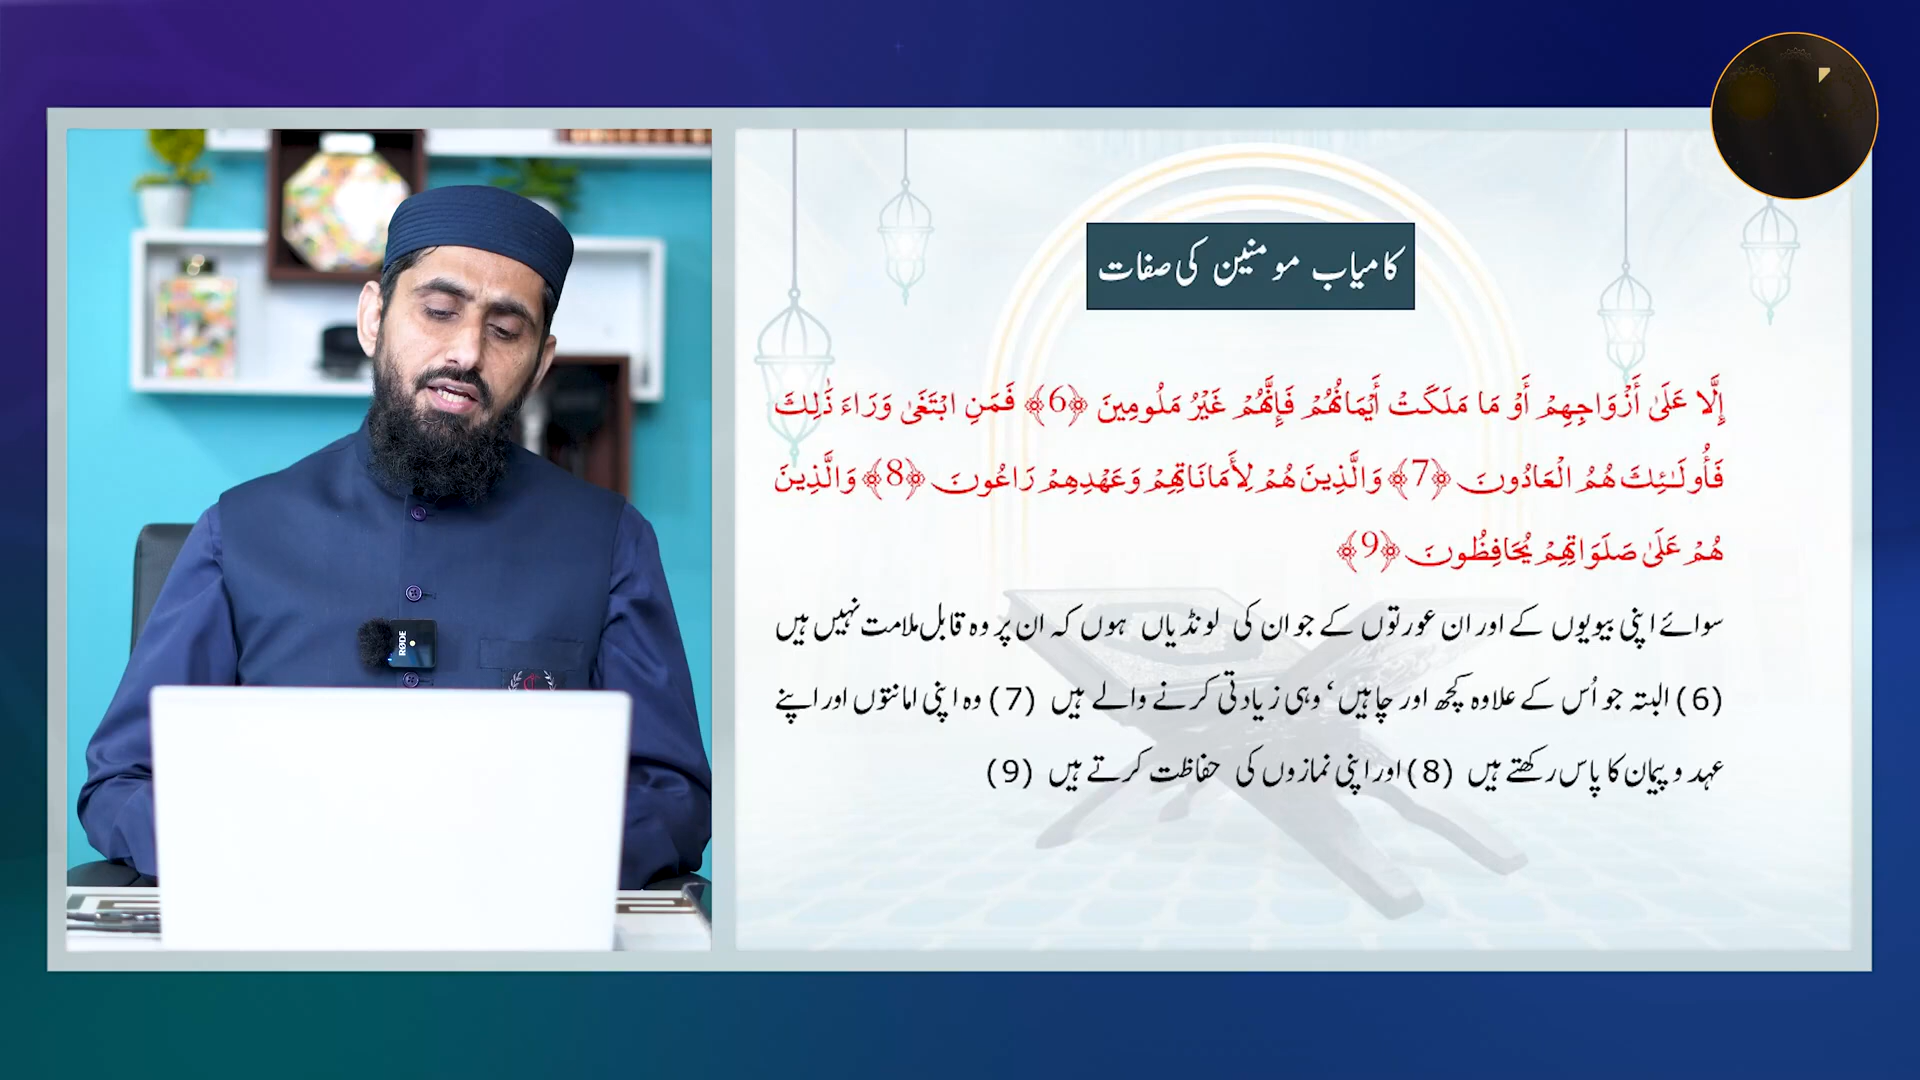 کامیاب مومنین کی صفات
إِلَّا عَلَىٰ أَزْوَاجِهِمْ أَوْ مَا مَلَكَتْ أَيْمَانُهُمْ فَإِنَّهُمْ غَيْرُ مَلُومِينَ ﴿6﴾ فَمَنِ ابْتَغَىٰ وَرَاءَ ذَٰلِكَ
فَأُولَـٰئِكَ هُمُ الْعَادُونَ ﴿7﴾ وَالَّذِينَ هُمْ لِأَمَانَاتِهِمْ وَعَهْدِهِمْ رَاعُونَ ﴿8﴾ وَالَّذِينَ
هُمْ عَلَىٰ صَلَوَاتِهِمْ يُحَافِظُونَ ﴿9﴾
سوائے اپنی بیویوں کے اور ان عورتوں کے جو ان کی لونڈیاں ہوں کہ ان پر وہ قابل ملامت نہیں ہیں
(6) البتہ جو اُس کے علاوہ کچھ اور چاہیں‘ وہی زیادتی کرنے والے ہیں (7) وہ اپنی امانتوں اور اپنے
عہد و پیمان کا پاس رکھتے ہیں (8) اور اپنی نمازوں کی حفاظت کرتے ہیں (9)
RØDE